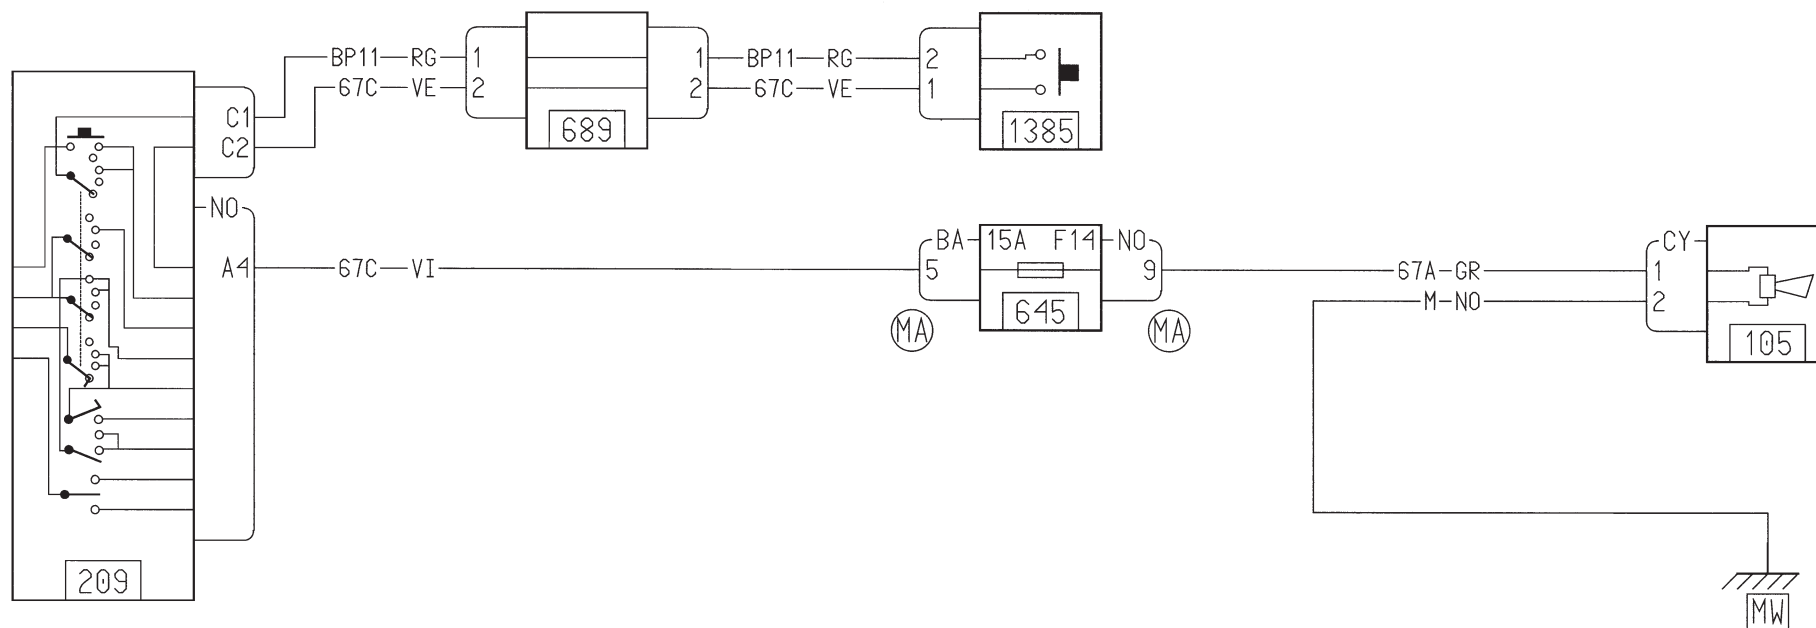 BP11 RG 1 1 BP11 RG 2
67C VE 2 2 67C VE 1
C1
C2
689
1385
NO
A4 67C VI
BA 15A F14 NO
5 9
645
MA MA
CY
67A GR 1
M NO 2
105
209
MW